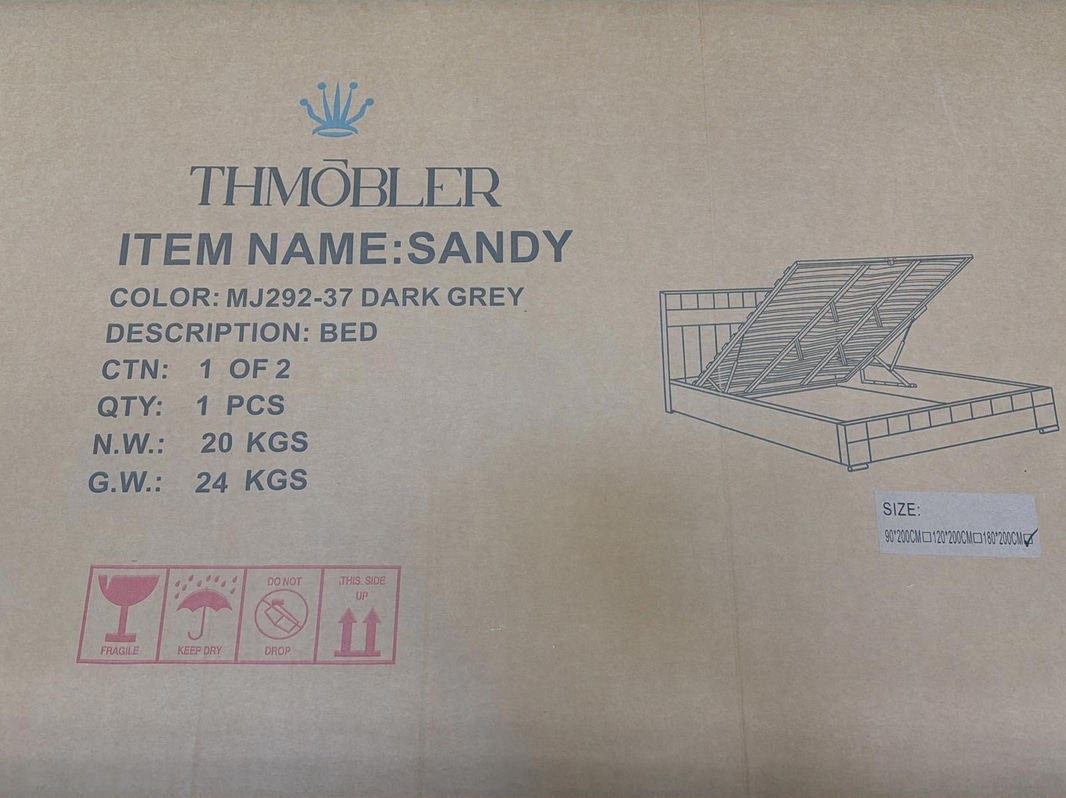 THMŌBLER
ITEM NAME:SANDY
COLOR: MJ292-37 DARK GREY
DESCRIPTION: BED
CTN: 1 OF 2
QTY: 1 PCS
N.W.: 20 KGS
G.W.: 24 KGS
SIZE:
90*200CM☐120*200CM☐180*200CM☑
FRAGILE
KEEP DRY
DO NOT
DROP
THIS SIDE
UP